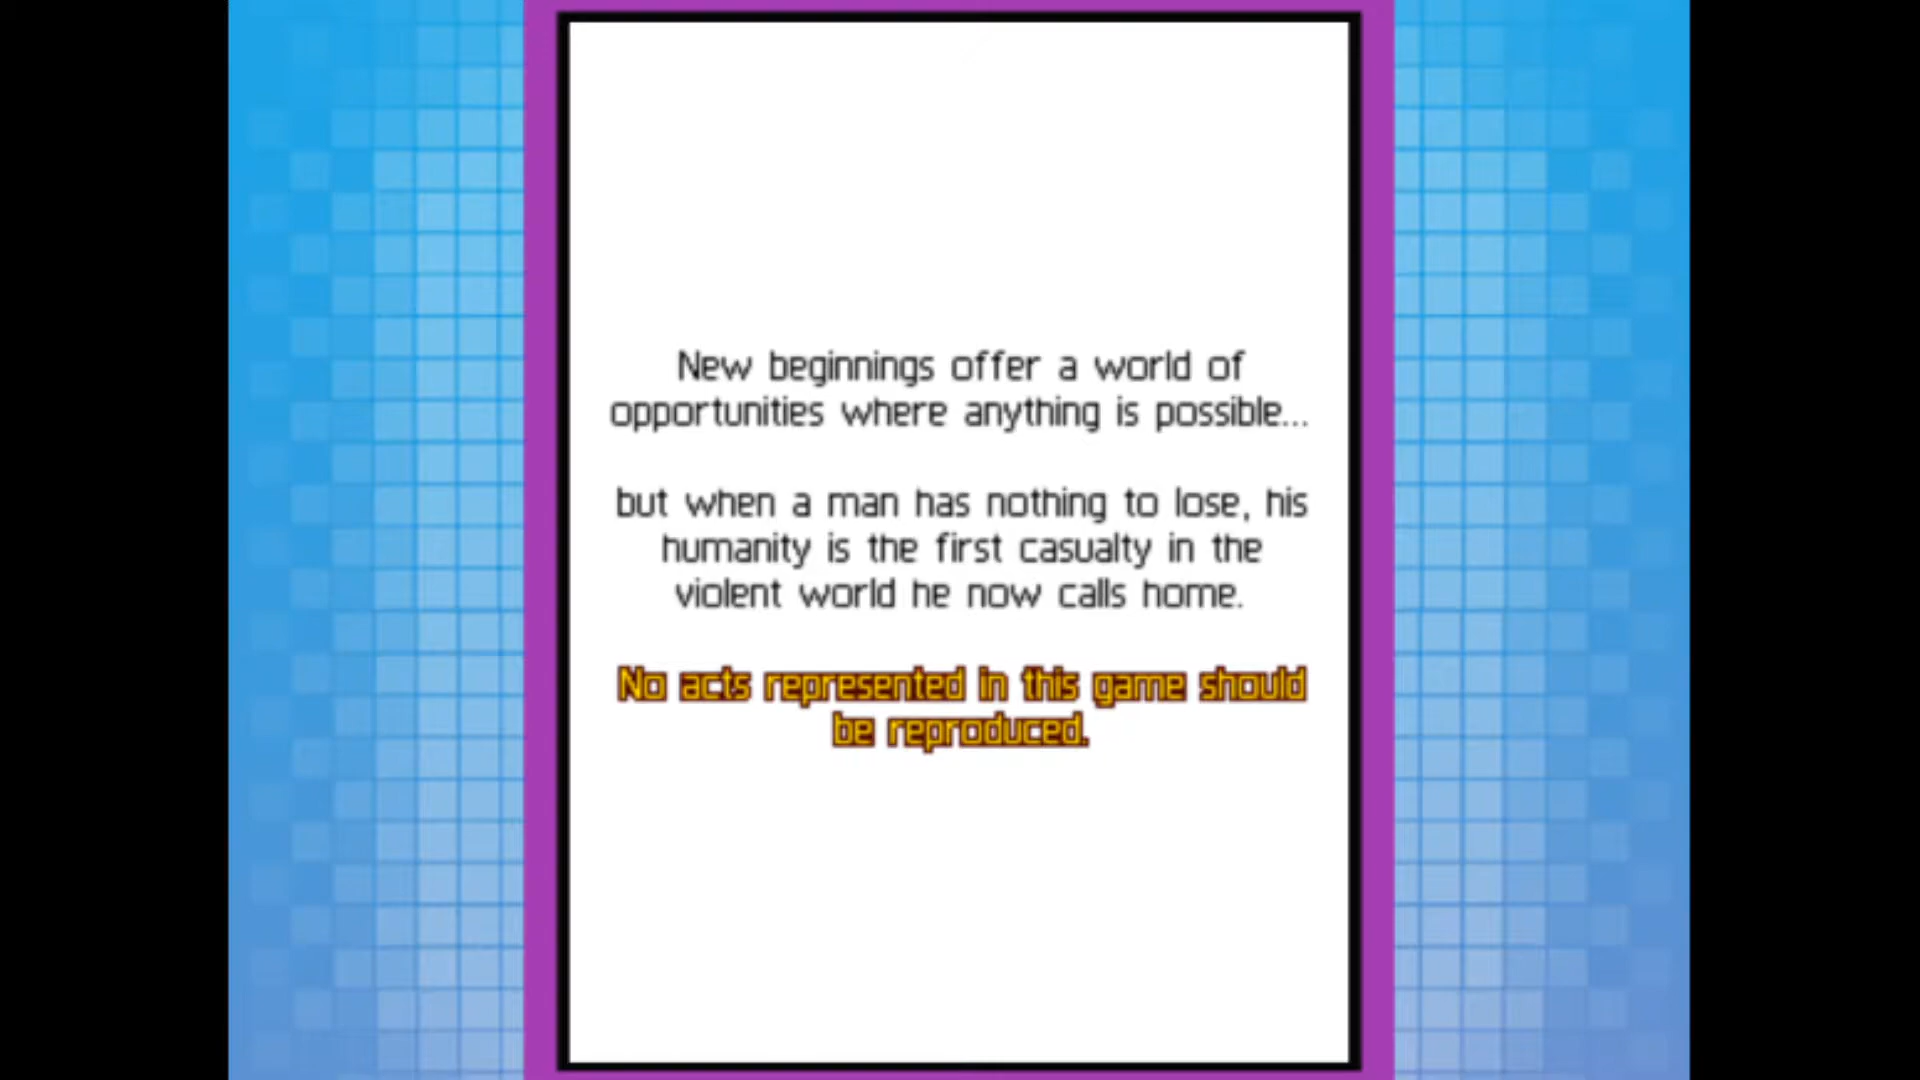 New beginnings offer a world of
opportunities where anything is possible...
but when a man has nothing to lose, his
humanity is the first casualty in the
violent world he now calls home.
No acts represented in this game should
be reproduced.